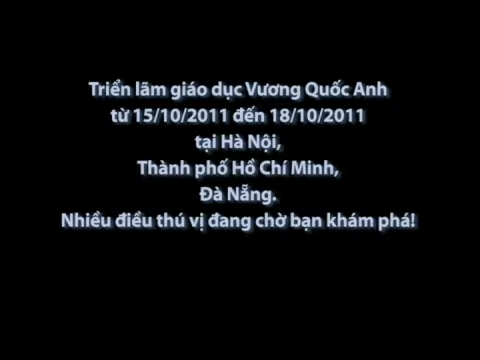 Triển lãm giáo dục Vương Quốc Anh
từ 15/10/2011 đến 18/10/2011
tại Hà Nội,
Thành phố Hồ Chí Minh,
Đà Nẵng.
Nhiều điều thú vị đang chờ bạn khám phá!